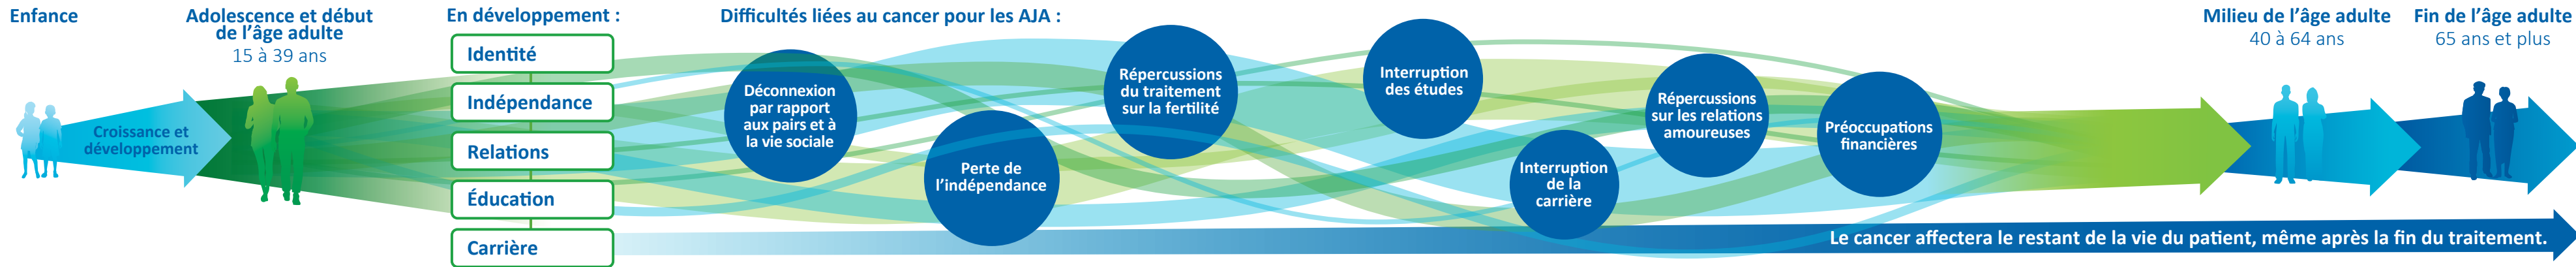 Enfance
Croissance et
développement
Adolescence et début
de l’âge adulte
15 à 39 ans
En développement :
Identité
Indépendance
Relations
Éducation
Carrière
Difficultés liées au cancer pour les AJA :
Déconnexion
par rapport
aux pairs et à
la vie sociale
Perte de
l’indépendance
Répercussions
du traitement
sur la fertilité
Interruption
des études
Interruption
de la
carrière
Répercussions
sur les relations
amoureuses
Préoccupations
financières
Milieu de l’âge adulte
40 à 64 ans
Fin de l’âge adulte
65 ans et plus
Le cancer affectera le restant de la vie du patient, même après la fin du traitement.